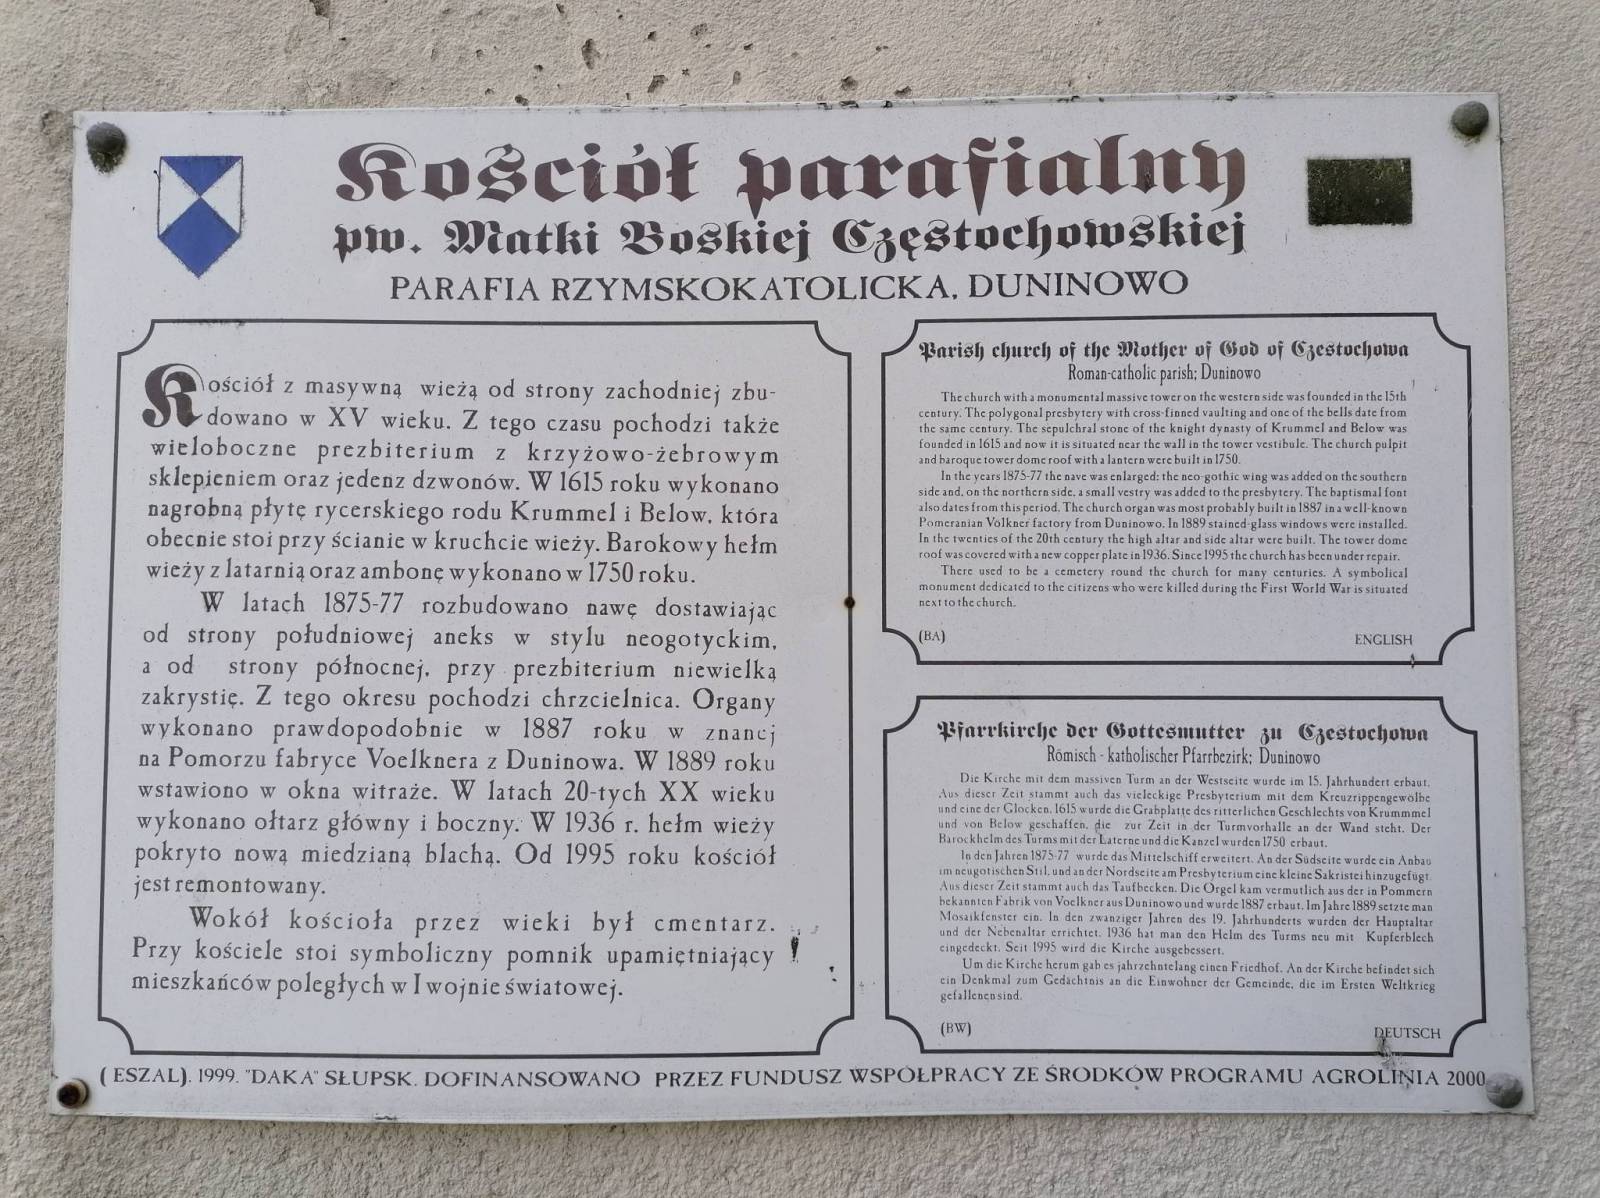 Kościół parafialny
pw. Matki Boskiej Częstochowskiej
PARAFIA RZYMSKOKATOLICKA, DUNINOWO
Kościół z masywną wieżą od strony zachodniej zbu-
dowano w XV wieku. Z tego czasu pochodzi także
wieloboczne prezbiterium z krzyżowo-żebrowym
sklepieniem oraz jedenz dzwonów. W 1615 roku wykonano
nagrobną płytę rycerskiego rodu Krummel i Below, która
obecnie stoi przy ścianie w kruchcie wieży. Barokowy hełm
wieży z latarnią oraz ambonę wykonano w 1750 roku.
W latach 1875-77 rozbudowano nawę dostawiając
od strony południowej aneks w stylu neogotyckim,
a od strony północnej, przy prezbiterium niewielką
zakrystię. Z tego okresu pochodzi chrzcielnica. Organy
wykonano prawdopodobnie w 1887 roku w znanej
na Pomorzu fabryce Voelknera z Duninowa. W 1889 roku
wstawiono w okna witraże. W latach 20-tych XX wieku
wykonano ołtarz główny i boczny. W 1936 r. hełm wieży
pokryto nową miedzianą blachą. Od 1995 roku kościół
jest remontowany.
Wokół kościoła przez wieki był cmentarz.
Przy kościele stoi symboliczny pomnik upamiętniający
mieszkańców poległych w I wojnie światowej.
Parish church of the Mother of God of Częstochowa
Roman-catholic parish; Duninowo
The church with a monumental massive tower on the western side was founded in the 15th
century. The polygonal presbytery with cross-finned vaulting and one of the bells date from
the same century. The sepulchral stone of the knight dynasty of Krummel and Below was
founded in 1615 and now it is situated near the wall in the tower vestibule. The church pulpit
and baroque tower dome roof with a lantern were built in 1750.
In the years 1875-77 the nave was enlarged: the neo-gothic wing was added on the southern
side and, on the northern side, a small vestry was added to the presbytery. The baptismal font
also dates from this period. The church organ was most probably built in 1887 in a well-known
Pomeranian Volkner factory from Duninowo. In 1889 stained-glass windows were installed.
In the twenties of the 20th century the high altar and side altar were built. The tower dome
roof was covered with a new copper plate in 1936. Since 1995 the church has been under repair.
There used to be a cemetery round the church for many centuries. A symbolical
monument dedicated to the citizens who were killed during the First World War is situated
next to the church.
(BA) ENGLISH
Pfarrkirche der Gottesmutter zu Częstochowa
Römisch - katholischer Pfarrbezirk; Duninowo
Die Kirche mit dem massiven Turm an der Westseite wurde im 15. Jahrhundert erbaut.
Aus dieser Zeit stammt auch das vieleckige Presbyterium mit dem Kreuzrippengewölbe
und eine der Glocken. 1615 wurde die Grabplatte des ritterlichen Geschlechts von Krummmel
und von Below geschaffen, die zur Zeit in der Turmvorhalle an der Wand steht. Der
Barockhelm des Turms mit der Laterne und die Kanzel wurden 1750 erbaut.
In den Jahren 1875-77 wurde das Mittelschiff erweitert. An der Südseite wurde ein Anbau
im neugotischen Stil, und an der Nordseite am Presbyterium eine kleine Sakristei hinzugefügt.
Aus dieser Zeit stammt auch das Taufbecken. Die Orgel kam vermutlich aus der in Pommern
bekannten Fabrik von Voelkner aus Duninowo und wurde 1887 erbaut. Im Jahre 1889 setzte man
Mosaikfenster ein. In den zwanziger Jahren des 19. Jahrhunderts wurden der Hauptaltar
und der Nebenaltar errichtet. 1936 hat man den Helm des Turms neu mit Kupferblech
eingedeckt. Seit 1995 wird die Kirche ausgebessert.
Um die Kirche herum gab es jahrzehntelang einen Friedhof. An der Kirche befindet sich
ein Denkmal zum Gedächtnis an die Einwohner der Gemeinde, die im Ersten Weltkrieg
gefallenen sind.
(BW) DEUTSCH
( ESZAL). 1999. "DAKA" SŁUPSK. DOFINANSOWANO PRZEZ FUNDUSZ WSPÓŁPRACY ZE ŚRODKÓW PROGRAMU AGROLINIA 2000